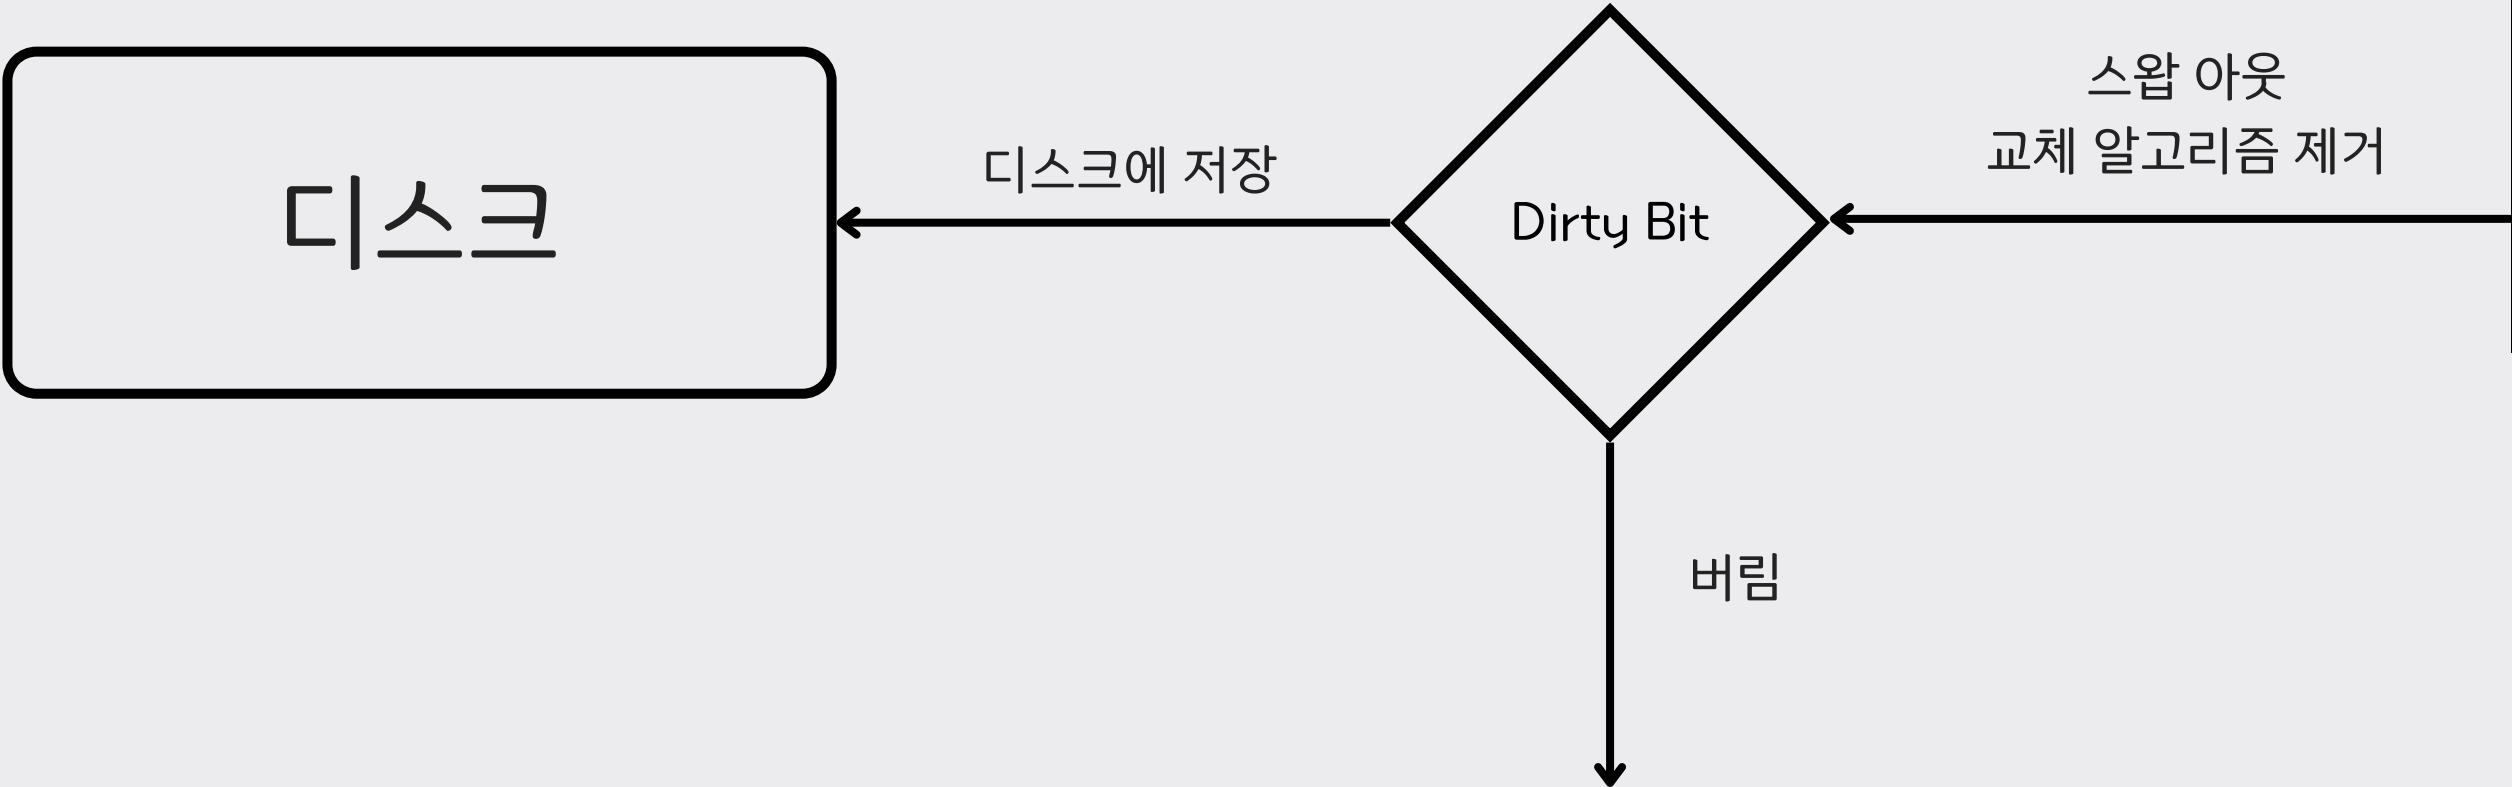 스왑 아웃
교체 알고리즘 제거
디스크에 저장
디스크
Dirty Bit
버림